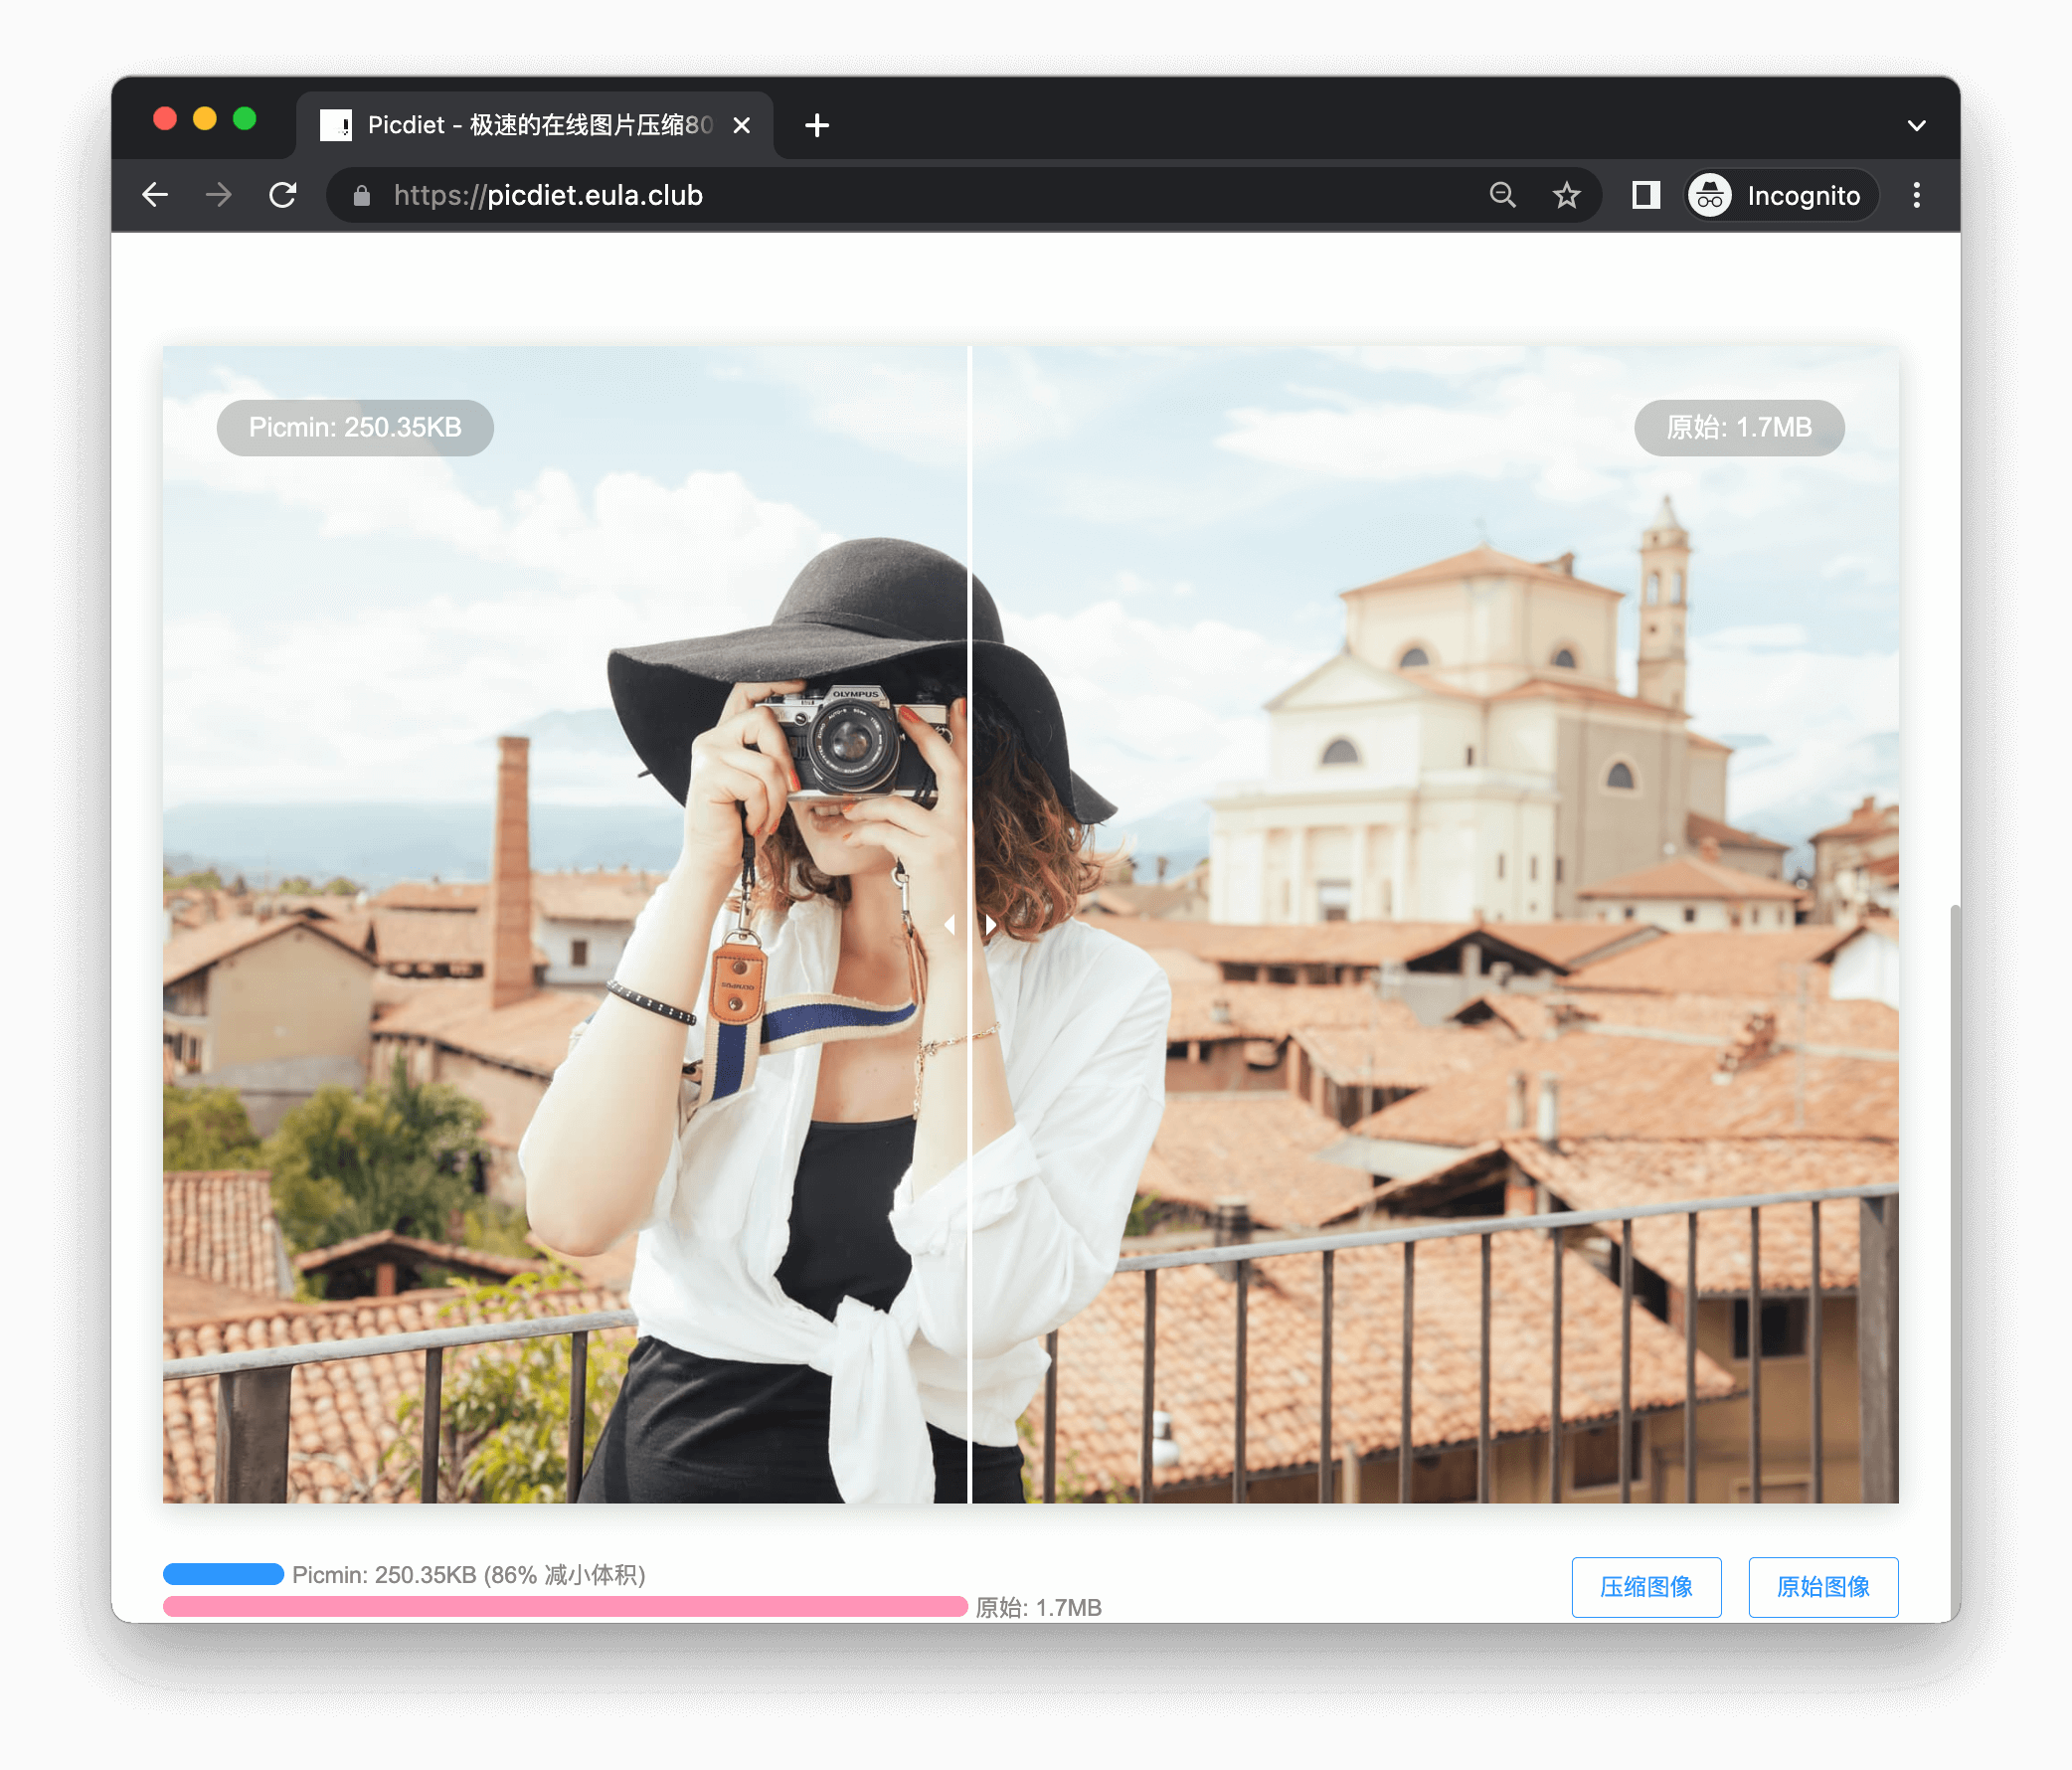 Picdiet - 极速的在线图片压缩80
https://picdiet.eula.club
Incognito
Picmin: 250.35KB
原始: 1.7MB
OLYMPUS
OLYMPUS
Picmin: 250.35KB (86% 减小体积)
原始: 1.7MB
压缩图像
原始图像